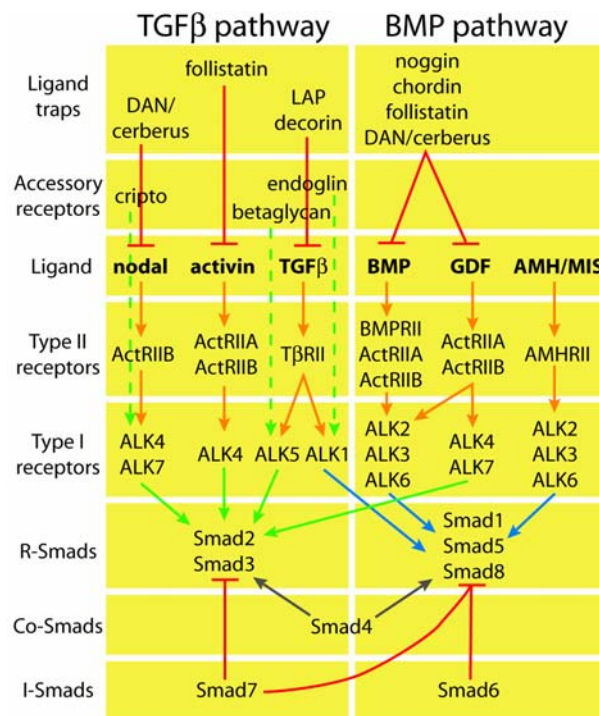 TGFβ pathway
BMP pathway
Ligand
traps
follistatin
DAN/
cerberus
LAP
decorin
noggin
chordin
follistatin
DAN/cerberus
Accessory
receptors
cripto
endoglin
betaglycan
Ligand
nodal
activin
TGFβ
BMP
GDF
AMH/MIS
Type II
receptors
ActRIIB
ActRIIA
ActRIIB
TβRII
BMPRII
ActRIIA
ActRIIB
ActRIIA
ActRIIB
AMHRII
Type I
receptors
ALK4
ALK7
ALK4
ALK5
ALK1
ALK2
ALK3
ALK6
ALK4
ALK7
ALK2
ALK3
ALK6
R-Smads
Smad2
Smad3
Smad1
Smad5
Smad8
Co-Smads
Smad4
I-Smads
Smad7
Smad6